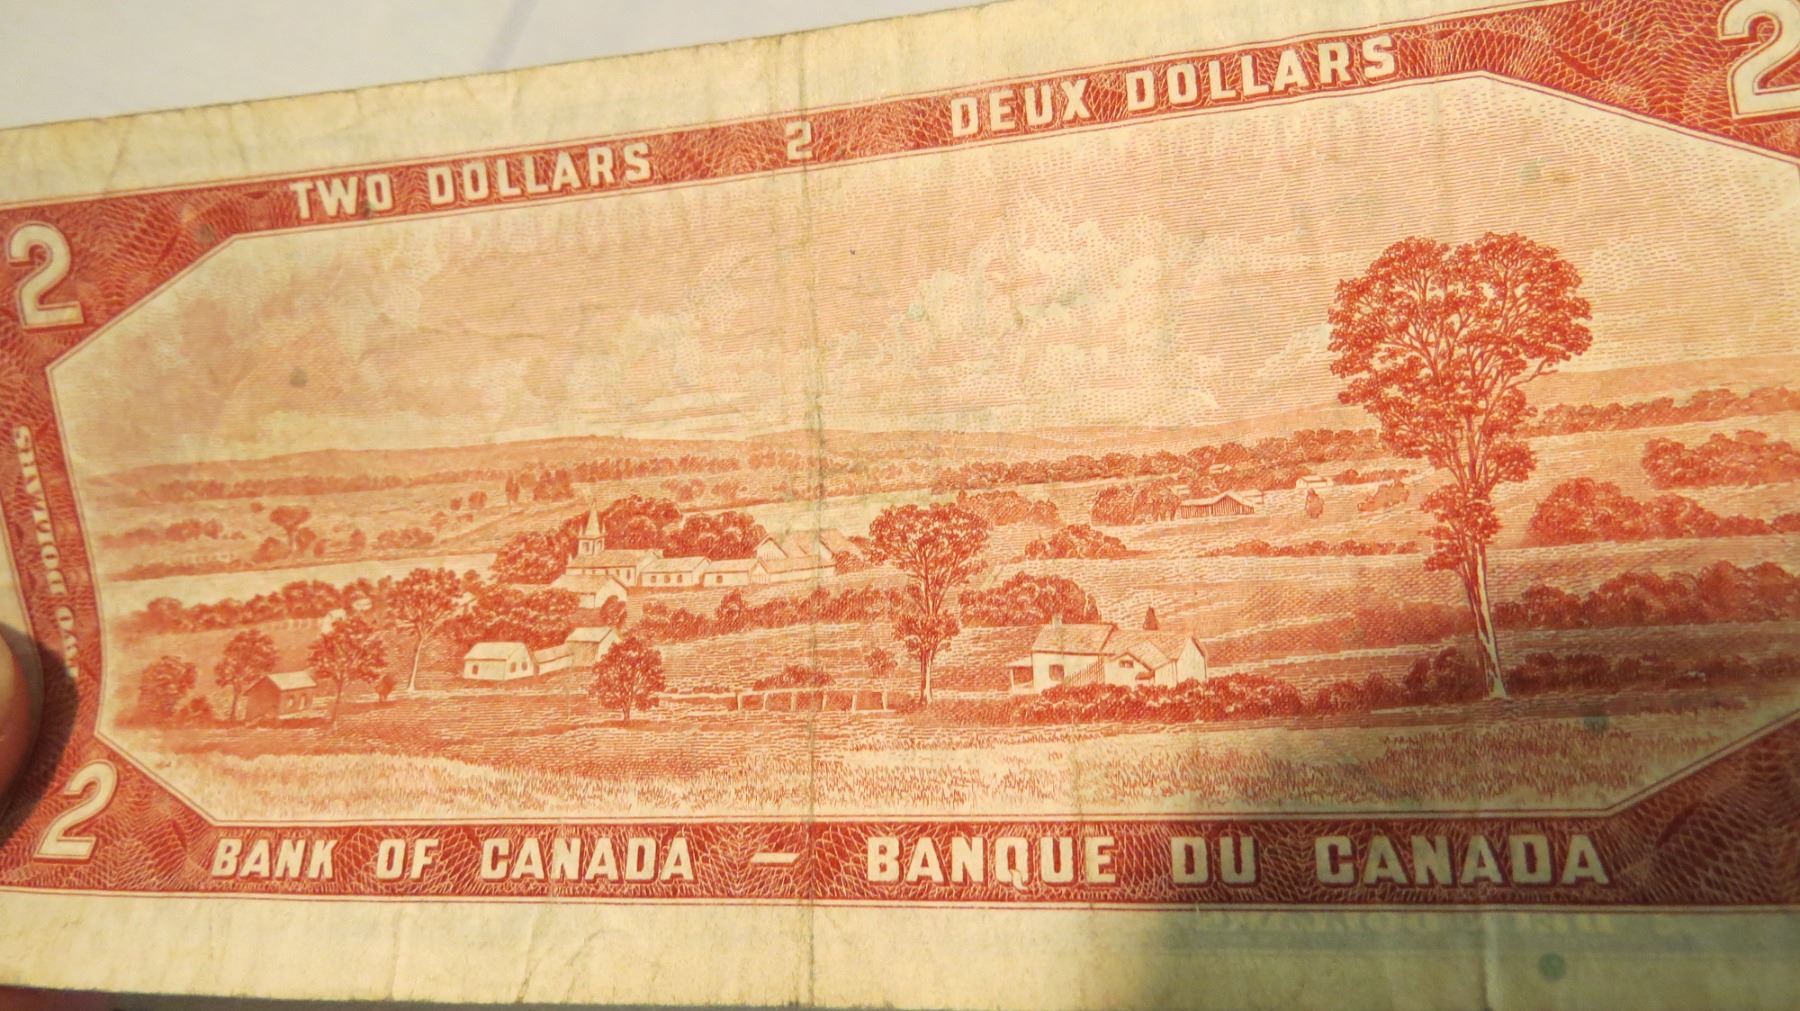 TWO DOLLARS 2 DEUX DOLLARS
2
2
TWO DOLLARS
2
BANK OF CANADA — BANQUE DU CANADA